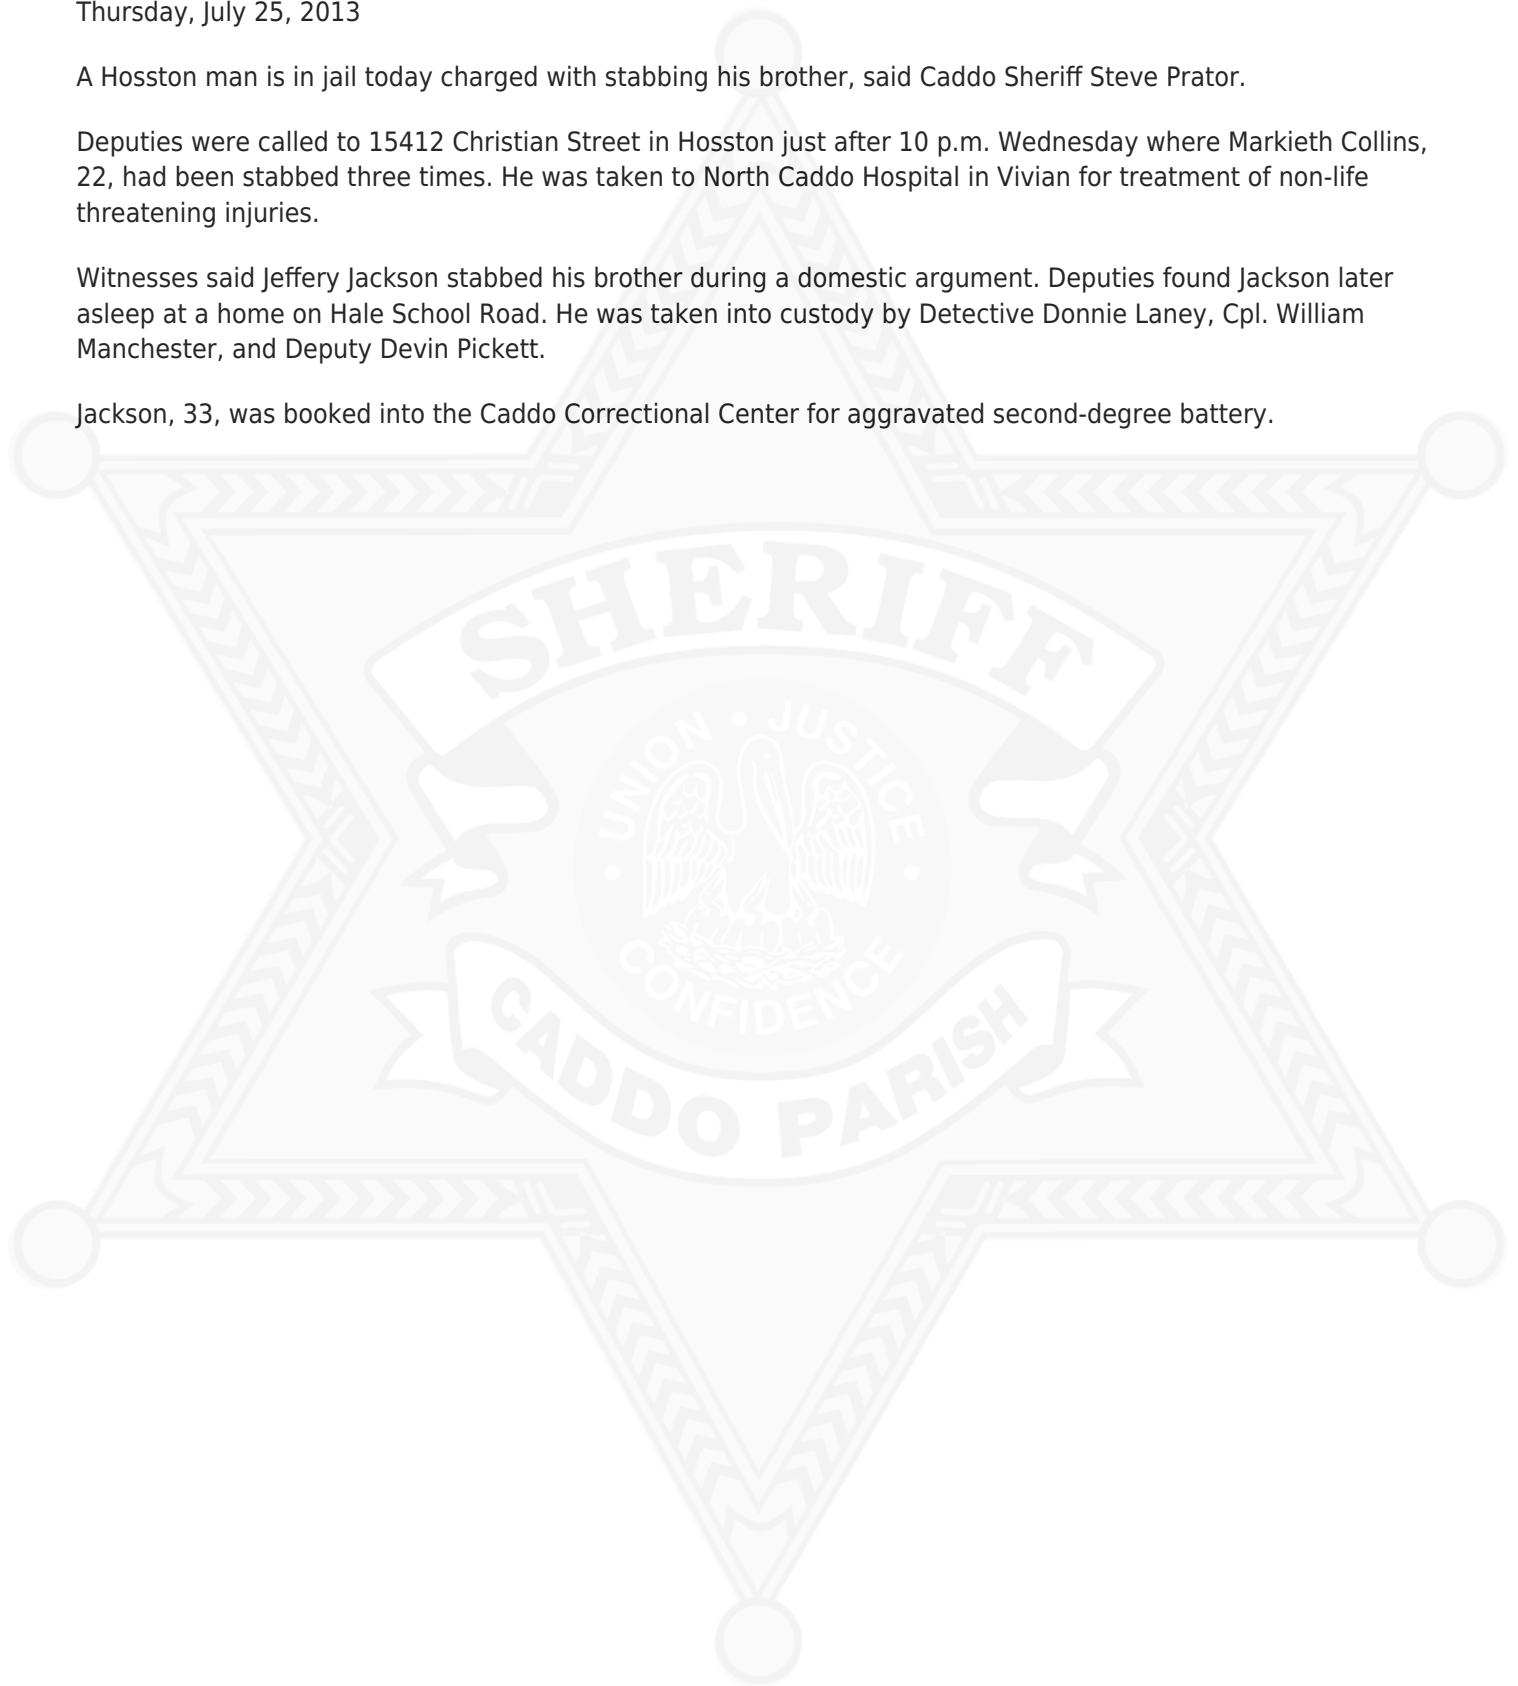 Thursday, July 25, 2013
A Hosston man is in jail today charged with stabbing his brother, said Caddo Sheriff Steve Prator.
Deputies were called to 15412 Christian Street in Hosston just after 10 p.m. Wednesday where Markieth Collins,
22, had been stabbed three times. He was taken to North Caddo Hospital in Vivian for treatment of non-life
threatening injuries.
Witnesses said Jeffery Jackson stabbed his brother during a domestic argument. Deputies found Jackson later
asleep at a home on Hale School Road. He was taken into custody by Detective Donnie Laney, Cpl. William
Manchester, and Deputy Devin Pickett.
Jackson, 33, was booked into the Caddo Correctional Center for aggravated second-degree battery.
SHERIFF
UNION • JUSTICE
• CONFIDENCE •
CADDO PARISH